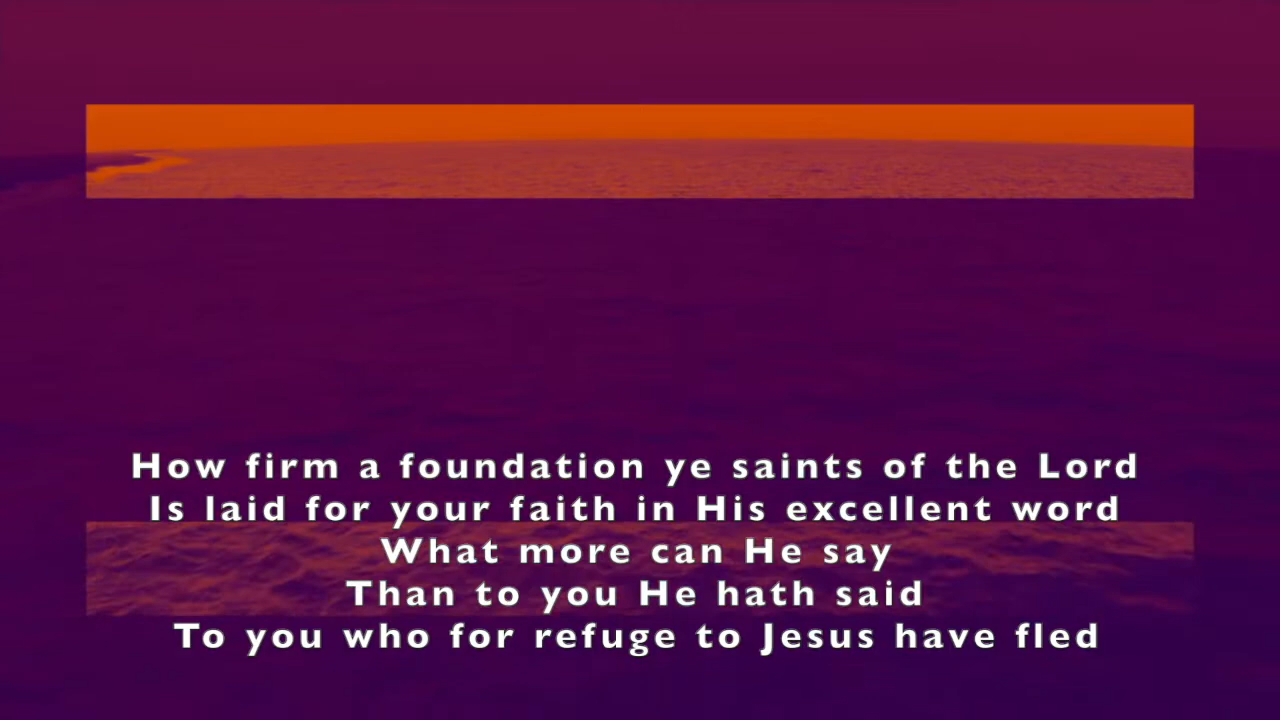 How firm a foundation ye saints of the Lord
Is laid for your faith in His excellent word
What more can He say
Than to you He hath said
To you who for refuge to Jesus have fled